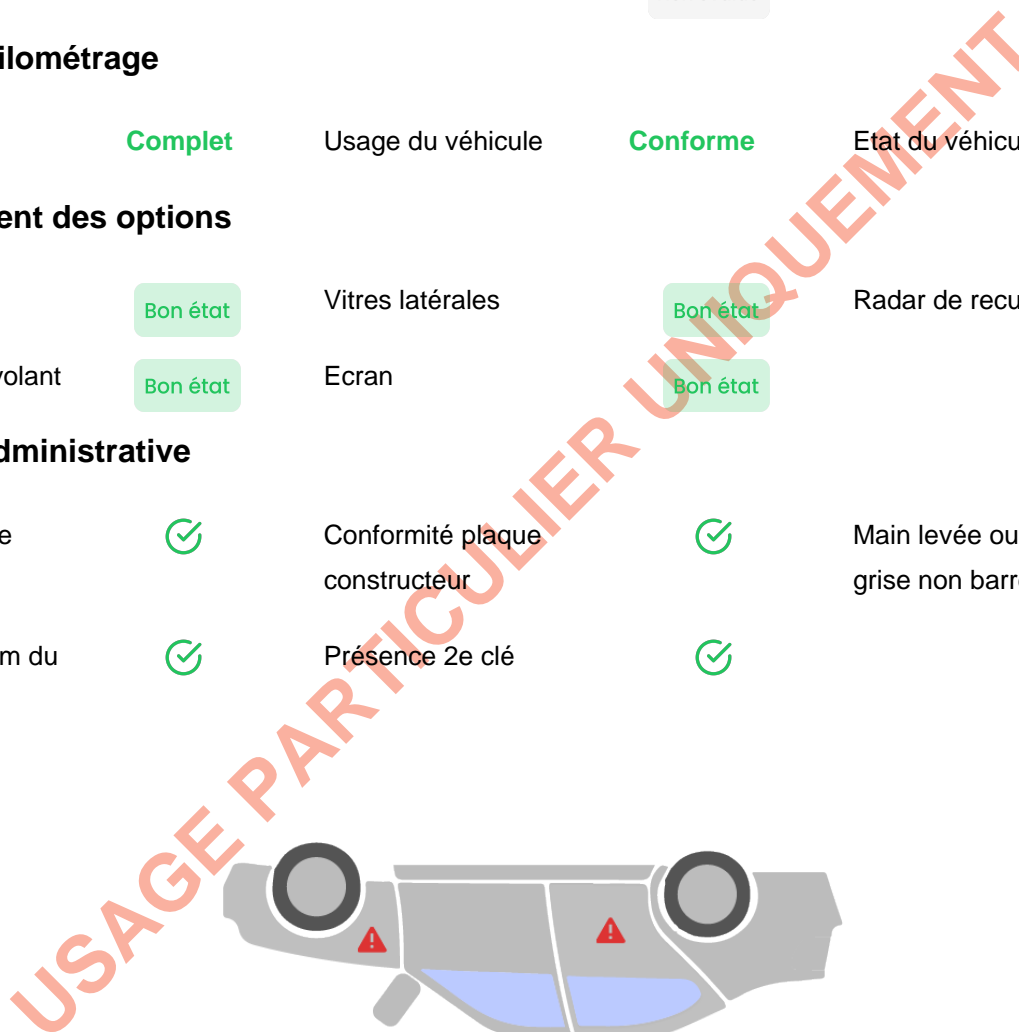 ilométrage
Complet Usage du véhicule Conforme Etat du véhicu
ent des options
Bon état Vitres latérales Bon état Radar de recu
volant Bon état Ecran Bon état
dministrative
e Conformité plaque Main levée ou
constructeur grise non barr
m du Présence 2e clé
USAGE PARTICULIER UNIQUEMENT